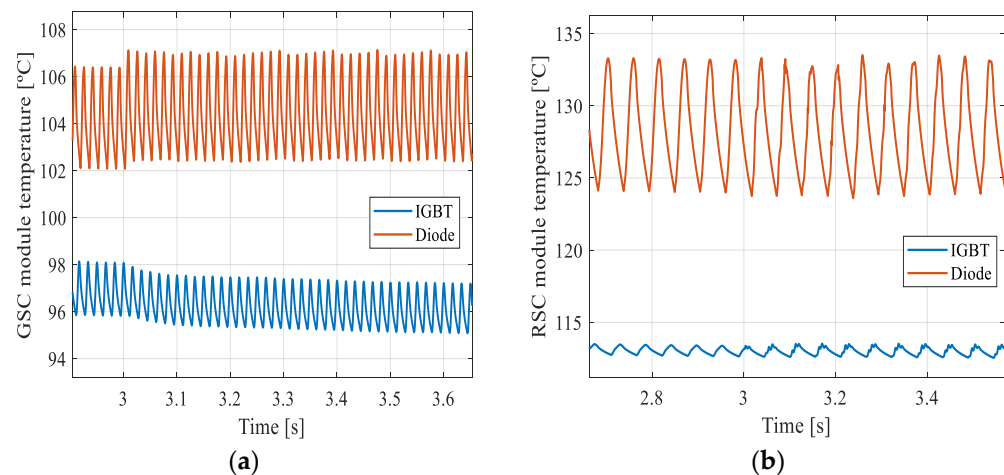 GSC module temperature [ºC]
108
106
104
102
100
98
96
94
3
3.1
3.2
3.3
3.4
3.5
3.6
Time [s]
IGBT
Diode
(a)
RSC module temperature [ºC]
135
130
125
120
115
2.8
3
3.2
3.4
Time [s]
IGBT
Diode
(b)